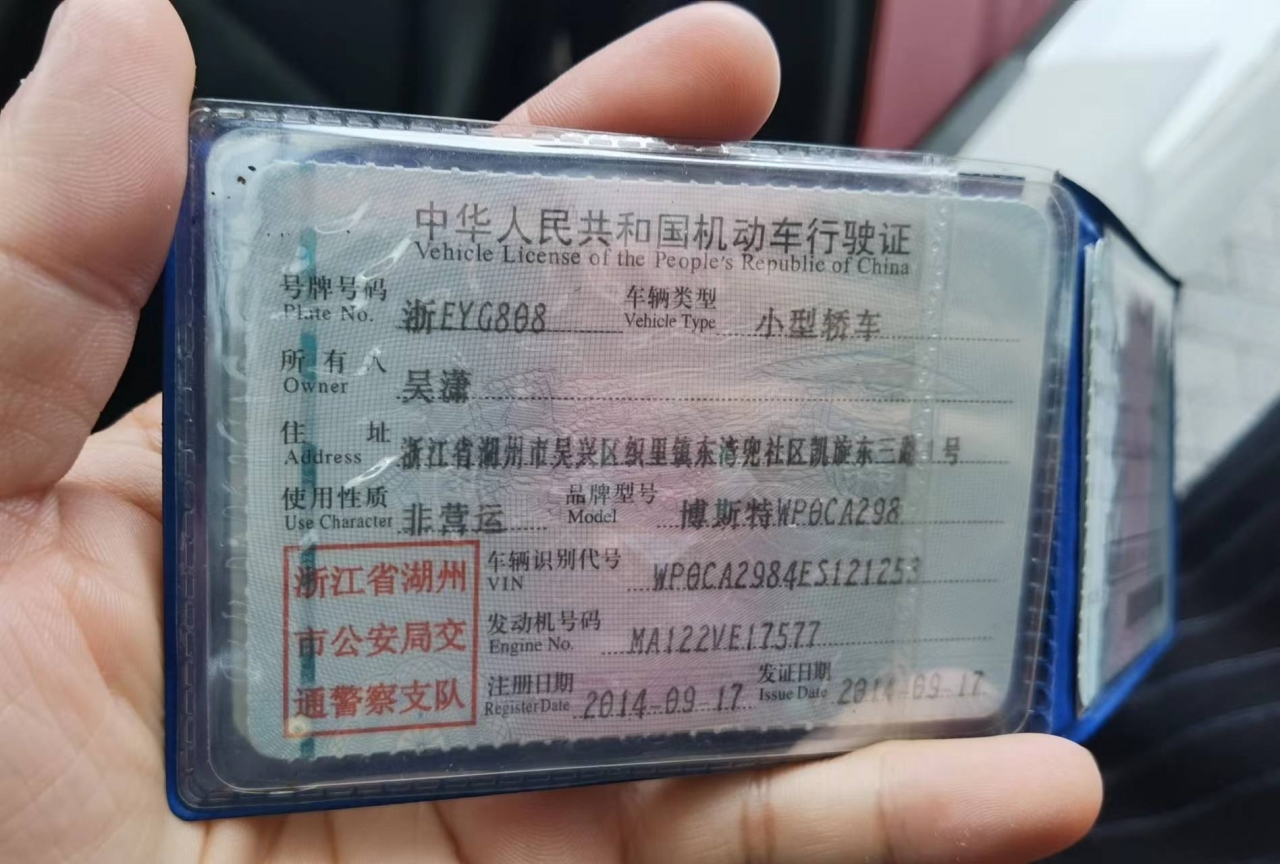 中华人民共和国机动车行驶证
Vehicle License of the People's Republic of China
号牌号码 浙EYG808 车辆类型 小型轿车
Plate No. Vehicle Type
所有人 吴潇
Owner
住址 浙江省湖州市吴兴区织里镇东湾兜社区凯旋东三路1号
Address
使用性质 非营运 品牌型号 博斯特WP0CA298
Use Character Model
浙江省湖州
市公安局交
通警察支队
车辆识别代号 WP0CA2984ES121253
VIN
发动机号码 MA122VE17577
Engine No.
注册日期 2014-09-17 发证日期 2014-09-17
Register Date Issue Date